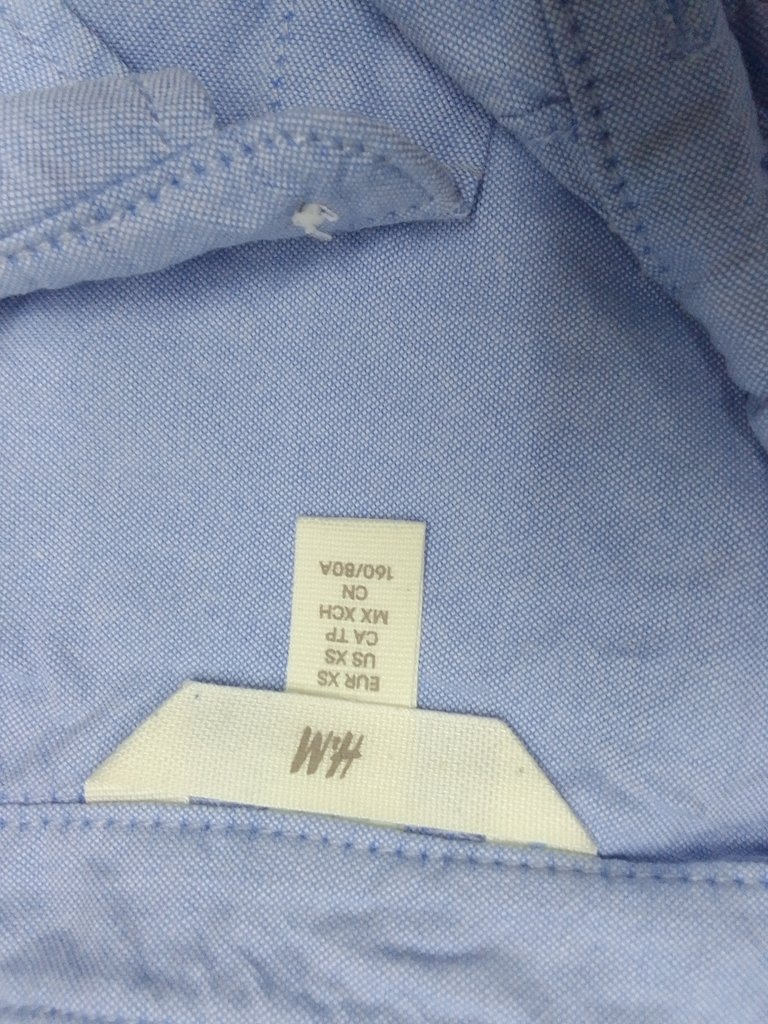 H&M
EUR XS
US XS
CA TP
MX XCH
CN
160/80A